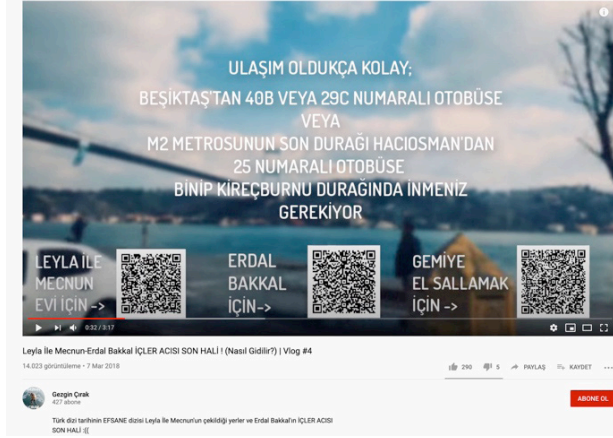 ULAŞIM OLDUKÇA KOLAY;
BEŞİKTAŞ'TAN 40B VEYA 29C NUMARALI OTOBÜSE
VEYA
M2 METROSUNUN SON DURAĞI HACIOSMAN'DAN
25 NUMARALI OTOBÜSE
BİNİP KİREÇBURNU DURAĞINDA İNMENİZ
GEREKİYOR
LEYLA İLE
MECNUN
EVİ İÇİN ->
ERDAL
BAKKAL
İÇİN->
GEMİYE
EL SALLAMAK
İÇİN ->
0:32 / 3:17
Leyla İle Mecnun-Erdal Bakkal İÇLER ACISI SON HALİ ! (Nasıl Gidilir?) | Vlog #4
14.023 görüntüleme • 7 Mar 2018
290
5
PAYLAŞ
KAYDET
...
Gezgin Çırak
427 abone
ABONE OL
Türk dizi tarihinin EFSANE dizisi Leyla İle Mecnun'un çekildiği yerler ve Erdal Bakkal'ın İÇLER ACISI
SON HALİ :((